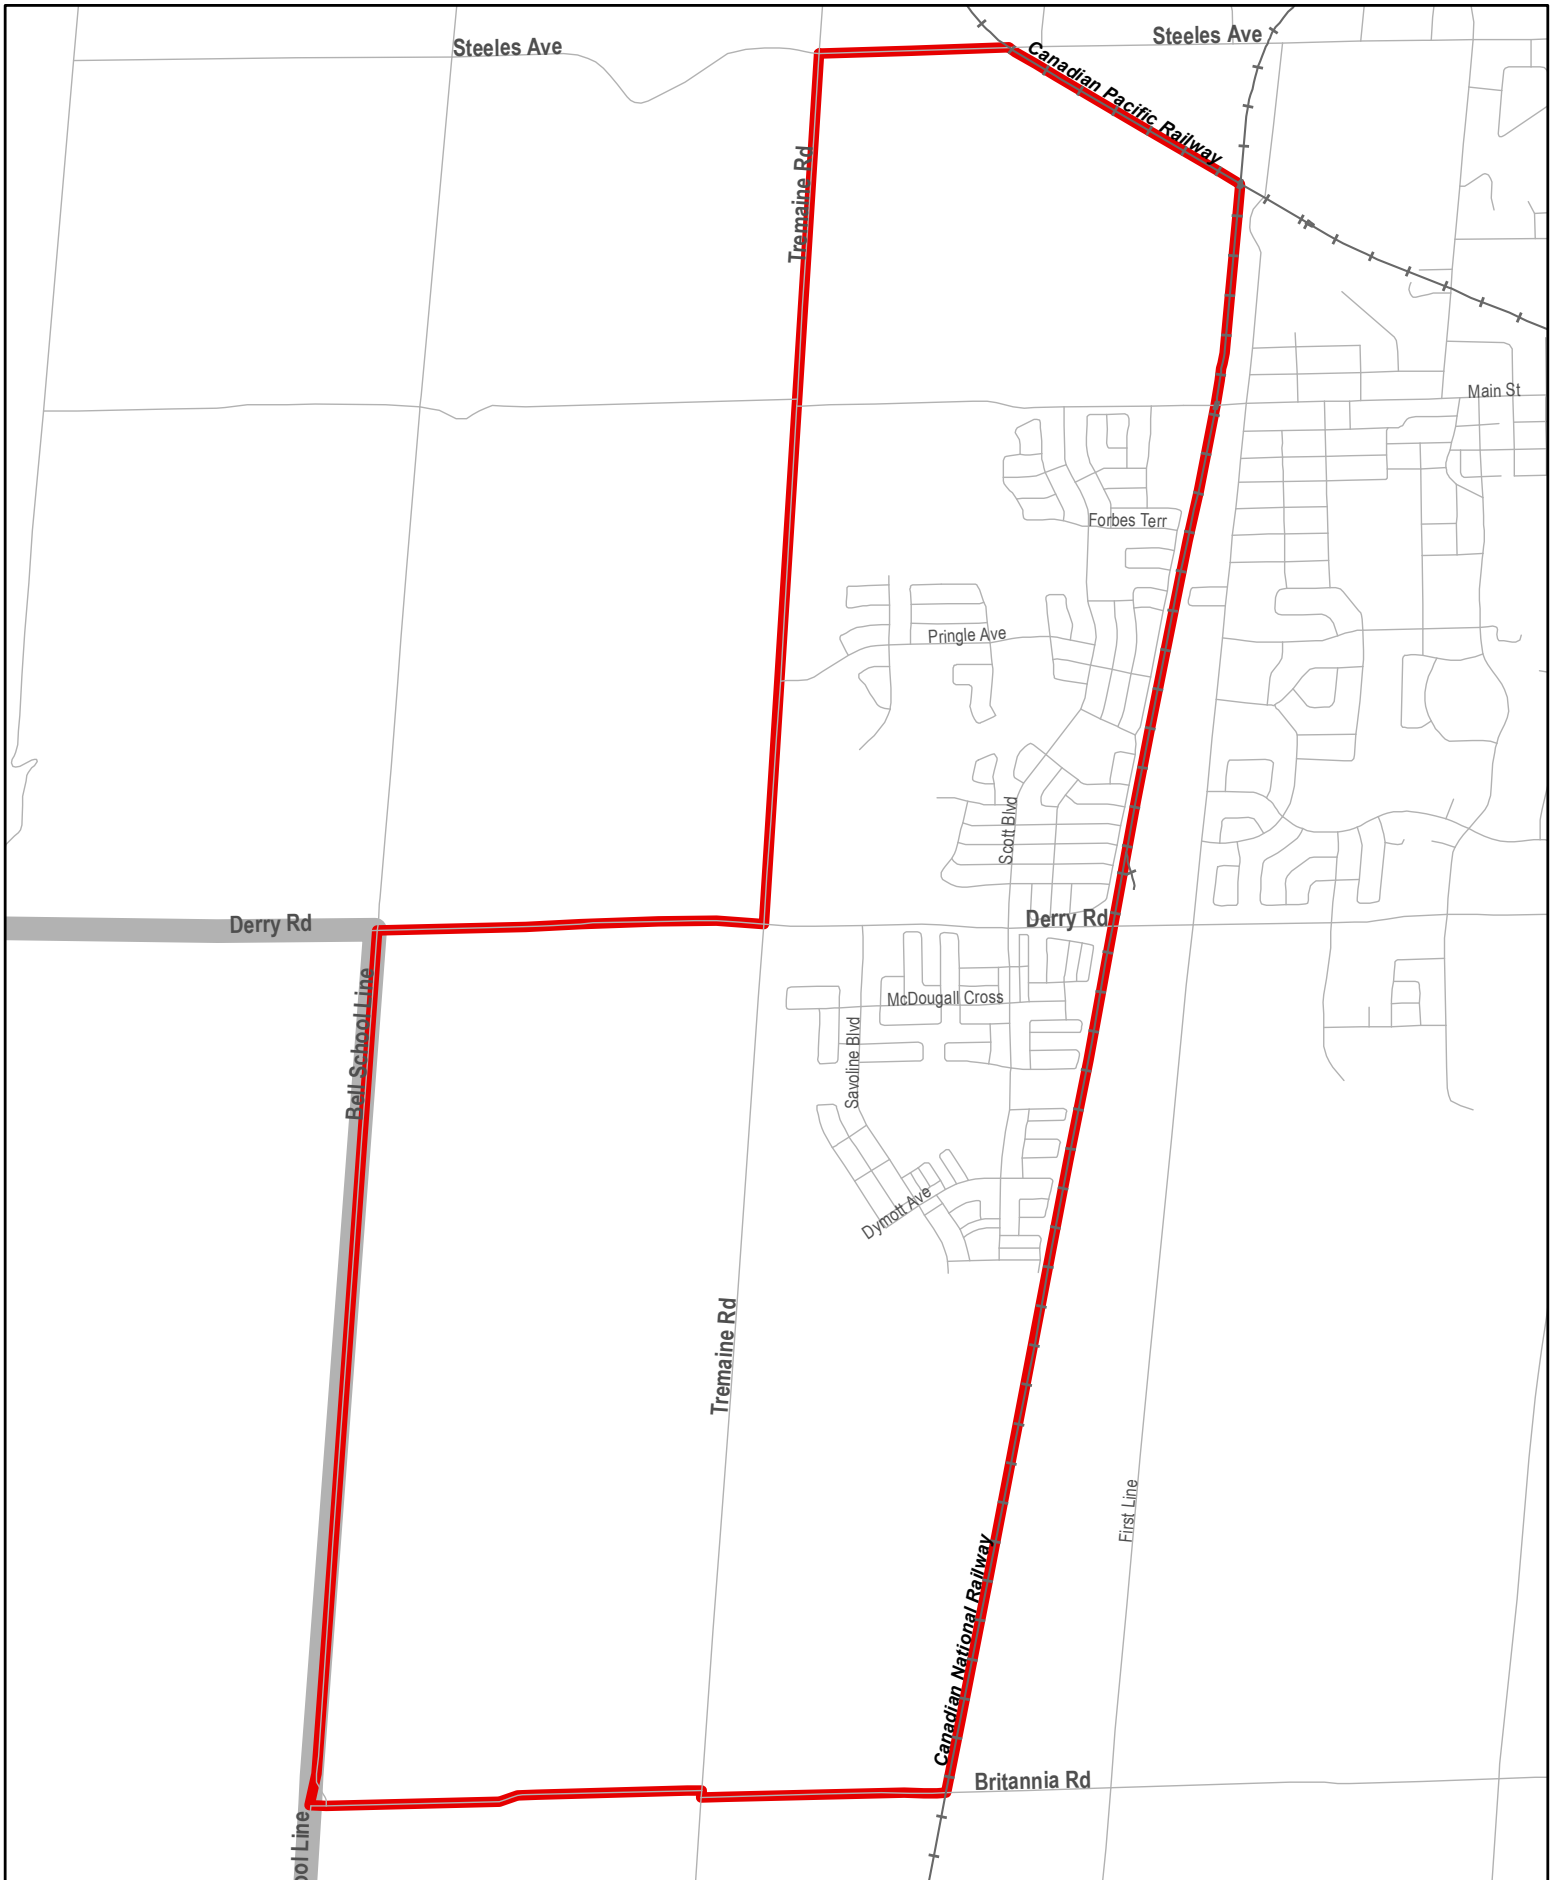 Steeles Ave
Steeles Ave
Canadian Pacific Railway
Tremaine Rd
Main St
Forbes Terr
Pringle Ave
Scott Blvd
Derry Rd
Derry Rd
Bell School Line
McDougall Cross
Savoline Blvd
Dymott Ave
Tremaine Rd
First Line
Canadian National Railway
Britannia Rd
ool Line